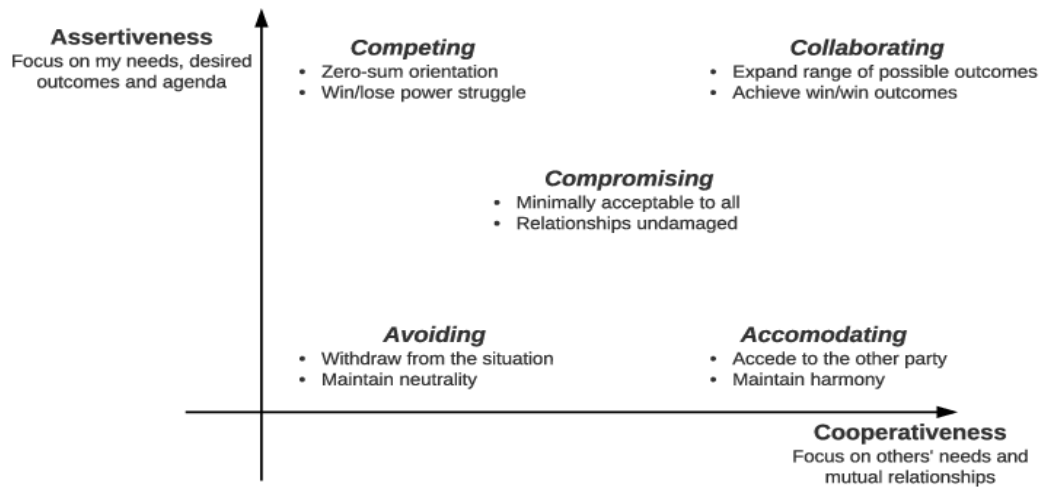 Assertiveness
Focus on my needs, desired
outcomes and agenda
Competing
• Zero-sum orientation
• Win/lose power struggle
Collaborating
• Expand range of possible outcomes
• Achieve win/win outcomes
Compromising
• Minimally acceptable to all
• Relationships undamaged
Avoiding
• Withdraw from the situation
• Maintain neutrality
Accomodating
• Accede to the other party
• Maintain harmony
Cooperativeness
Focus on others' needs and
mutual relationships